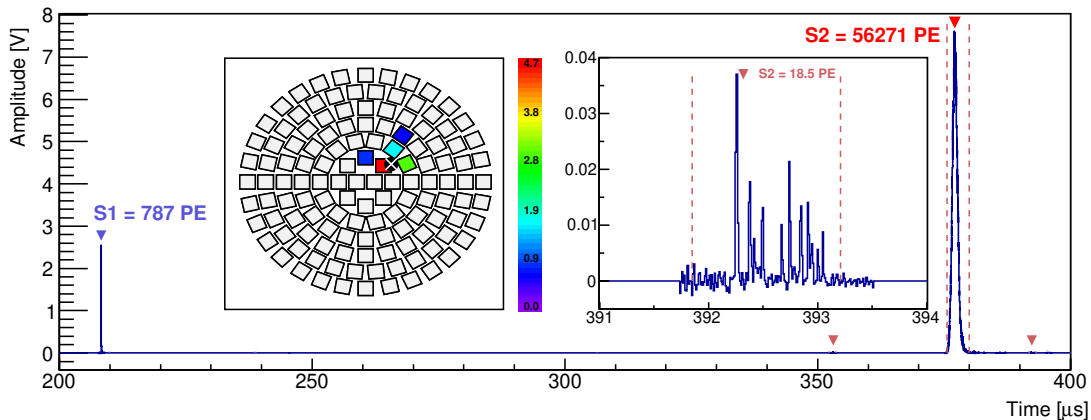 Amplitude [V]
8
7
6
5
4
3
2
1
0
S1 = 787 PE
4.7
3.8
2.8
1.9
0.9
0.0
S2 = 56271 PE
S2 = 18.5 PE
0.04
0.03
0.02
0.01
0
391 392 393 394
200 250 300 350 400
Time [μs]